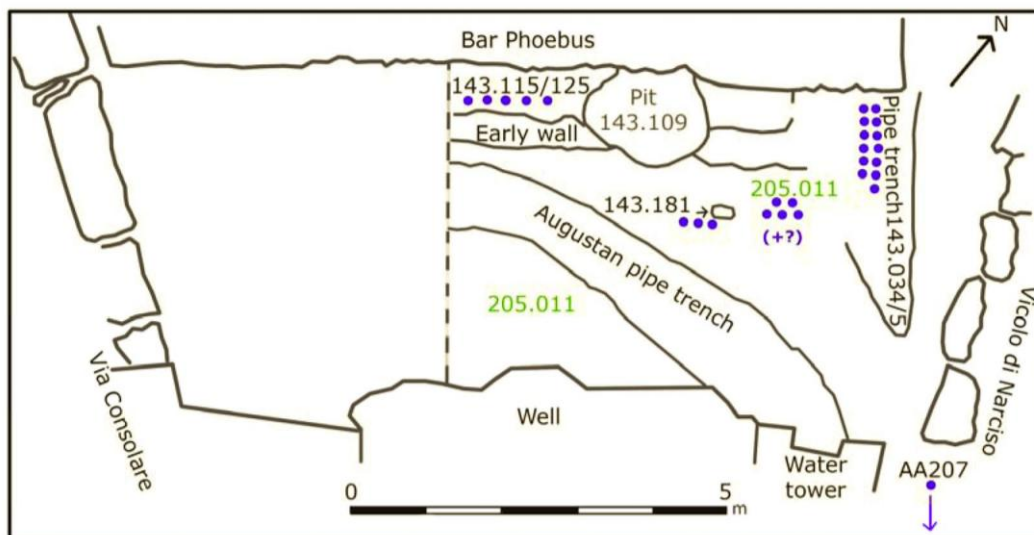 N
Bar Phoebus
143.115/125
Pit
143.109
Early wall
Pipe trench143.034/5
205.011
143.181
(+?)
Augustan pipe trench
205.011
Via Consolare
Vicolo di Narciso
Well
Water
tower
AA207
0
5
m